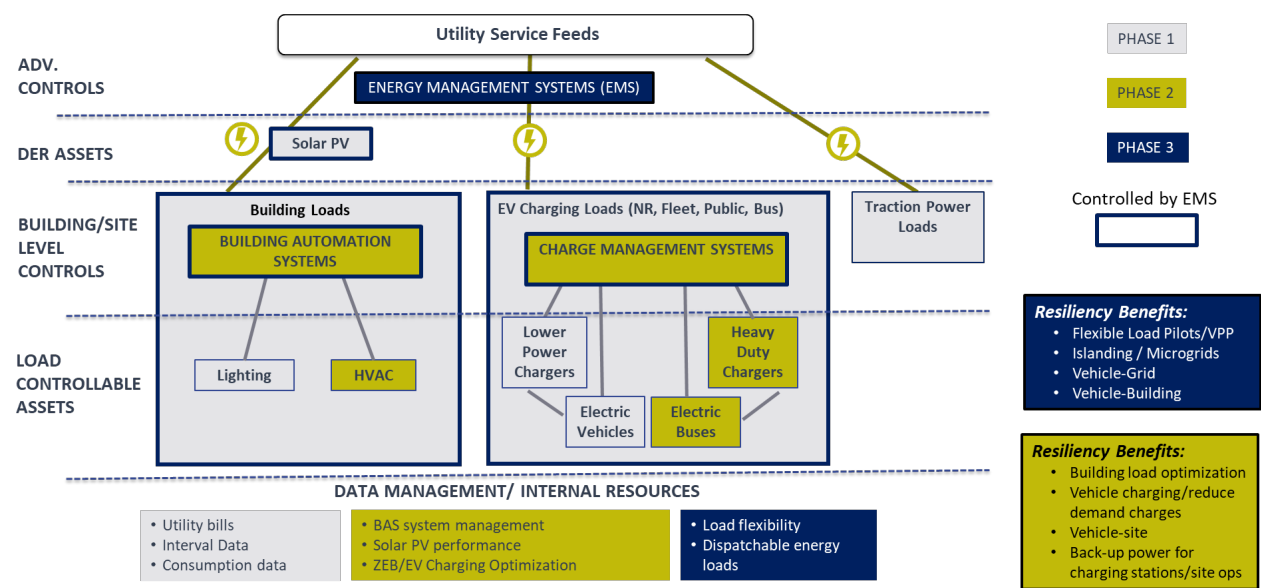 Utility Service Feeds
ADV.
CONTROLS
ENERGY MANAGEMENT SYSTEMS (EMS)
DER ASSETS
Solar PV
BUILDING/SITE
LEVEL
CONTROLS
Building Loads
BUILDING AUTOMATION
SYSTEMS
EV Charging Loads (NR, Fleet, Public, Bus)
CHARGE MANAGEMENT SYSTEMS
Traction Power
Loads
LOAD
CONTROLLABLE
ASSETS
Lighting
HVAC
Lower
Power
Chargers
Heavy
Duty
Chargers
Electric
Vehicles
Electric
Buses
DATA MANAGEMENT/ INTERNAL RESOURCES
• Utility bills
• Interval Data
• Consumption data
• BAS system management
• Solar PV performance
• ZEB/EV Charging Optimization
• Load flexibility
• Dispatchable energy
loads
PHASE 1
PHASE 2
PHASE 3
Controlled by EMS
Resiliency Benefits:
• Flexible Load Pilots/VPP
• Islanding / Microgrids
• Vehicle-Grid
• Vehicle-Building
Resiliency Benefits:
• Building load optimization
• Vehicle charging/reduce
demand charges
• Vehicle-site
• Back-up power for
charging stations/site ops